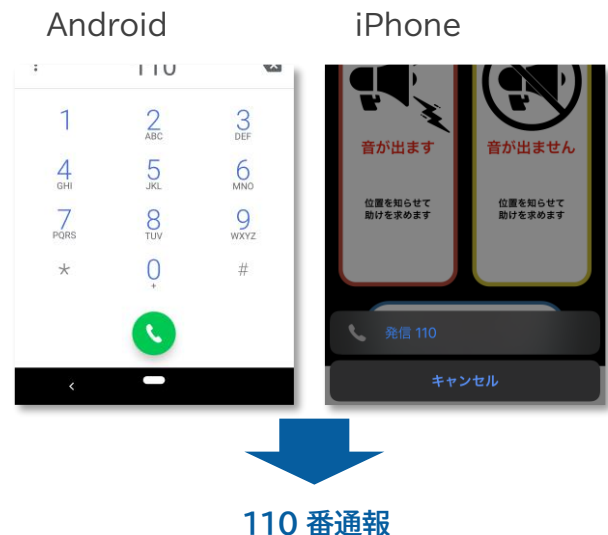 Android
iPhone
110
1
2
ABC
3
DEF
4
GHI
5
JKL
6
MNO
7
PQRS
8
TUV
9
WXYZ
*
0
+
#
音が出ます
位置を知らせて
助けを求めます
音が出ません
位置を知らせて
助けを求めます
発信 110
キャンセル
110 番通報